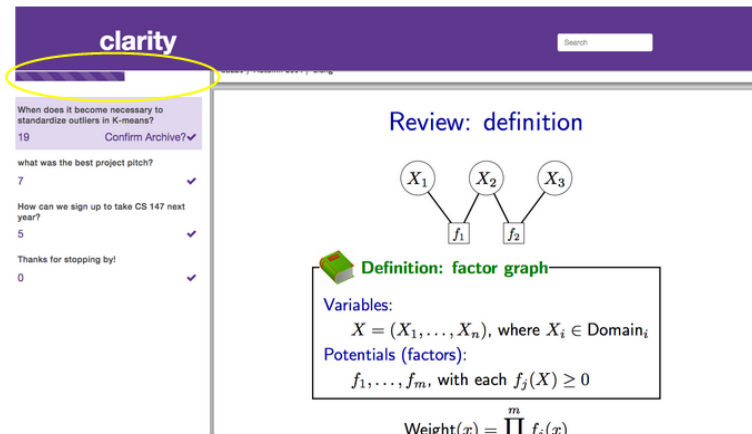 clarity
Search
When does it become necessary to
standardize outliers in K-means?
19 Confirm Archive?✔
what was the best project pitch?
7 ✔
How can we sign up to take CS 147 next
year?
5 ✔
Thanks for stopping by!
0 ✔
Review: definition
X₁ X₂ X₃
f₁ f₂
Definition: factor graph
Variables:
X = (X₁, . . . , Xₙ), where Xᵢ ∈ Domainᵢ
Potentials (factors):
f₁, . . . , fₘ, with each fⱼ(X) ≥ 0
m
Weight(x) = ∏ fⱼ(x)